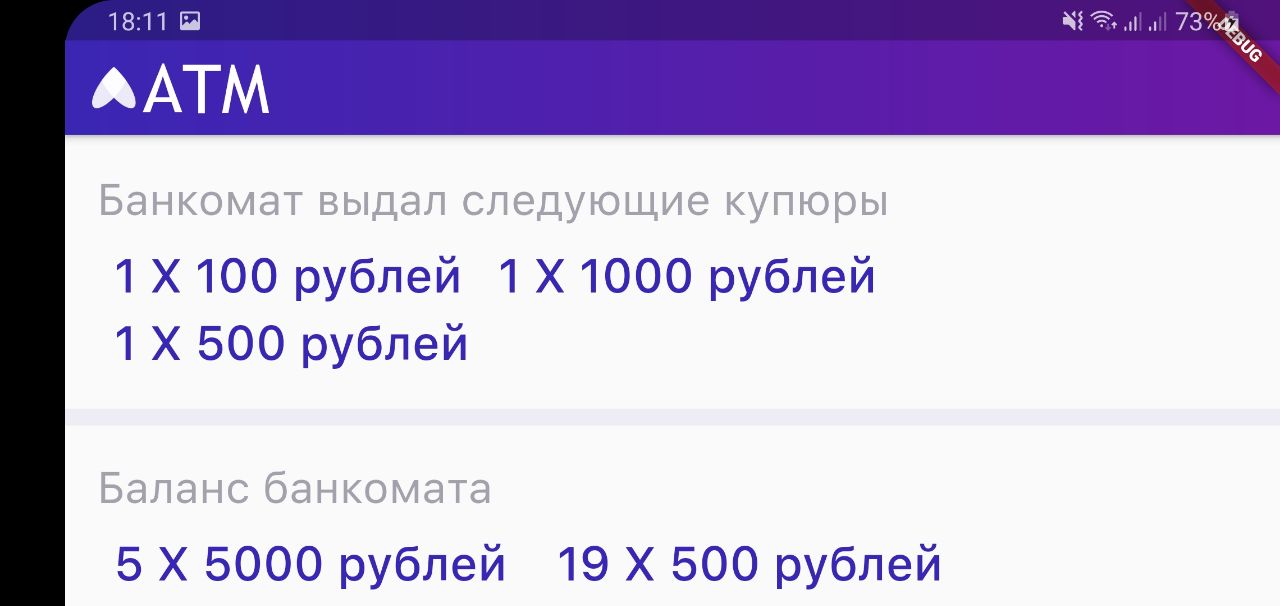 18:11 73%
DEBUG
ATM
Банкомат выдал следующие купюры
1 X 100 рублей 1 X 1000 рублей
1 X 500 рублей
Баланс банкомата
5 X 5000 рублей 19 X 500 рублей